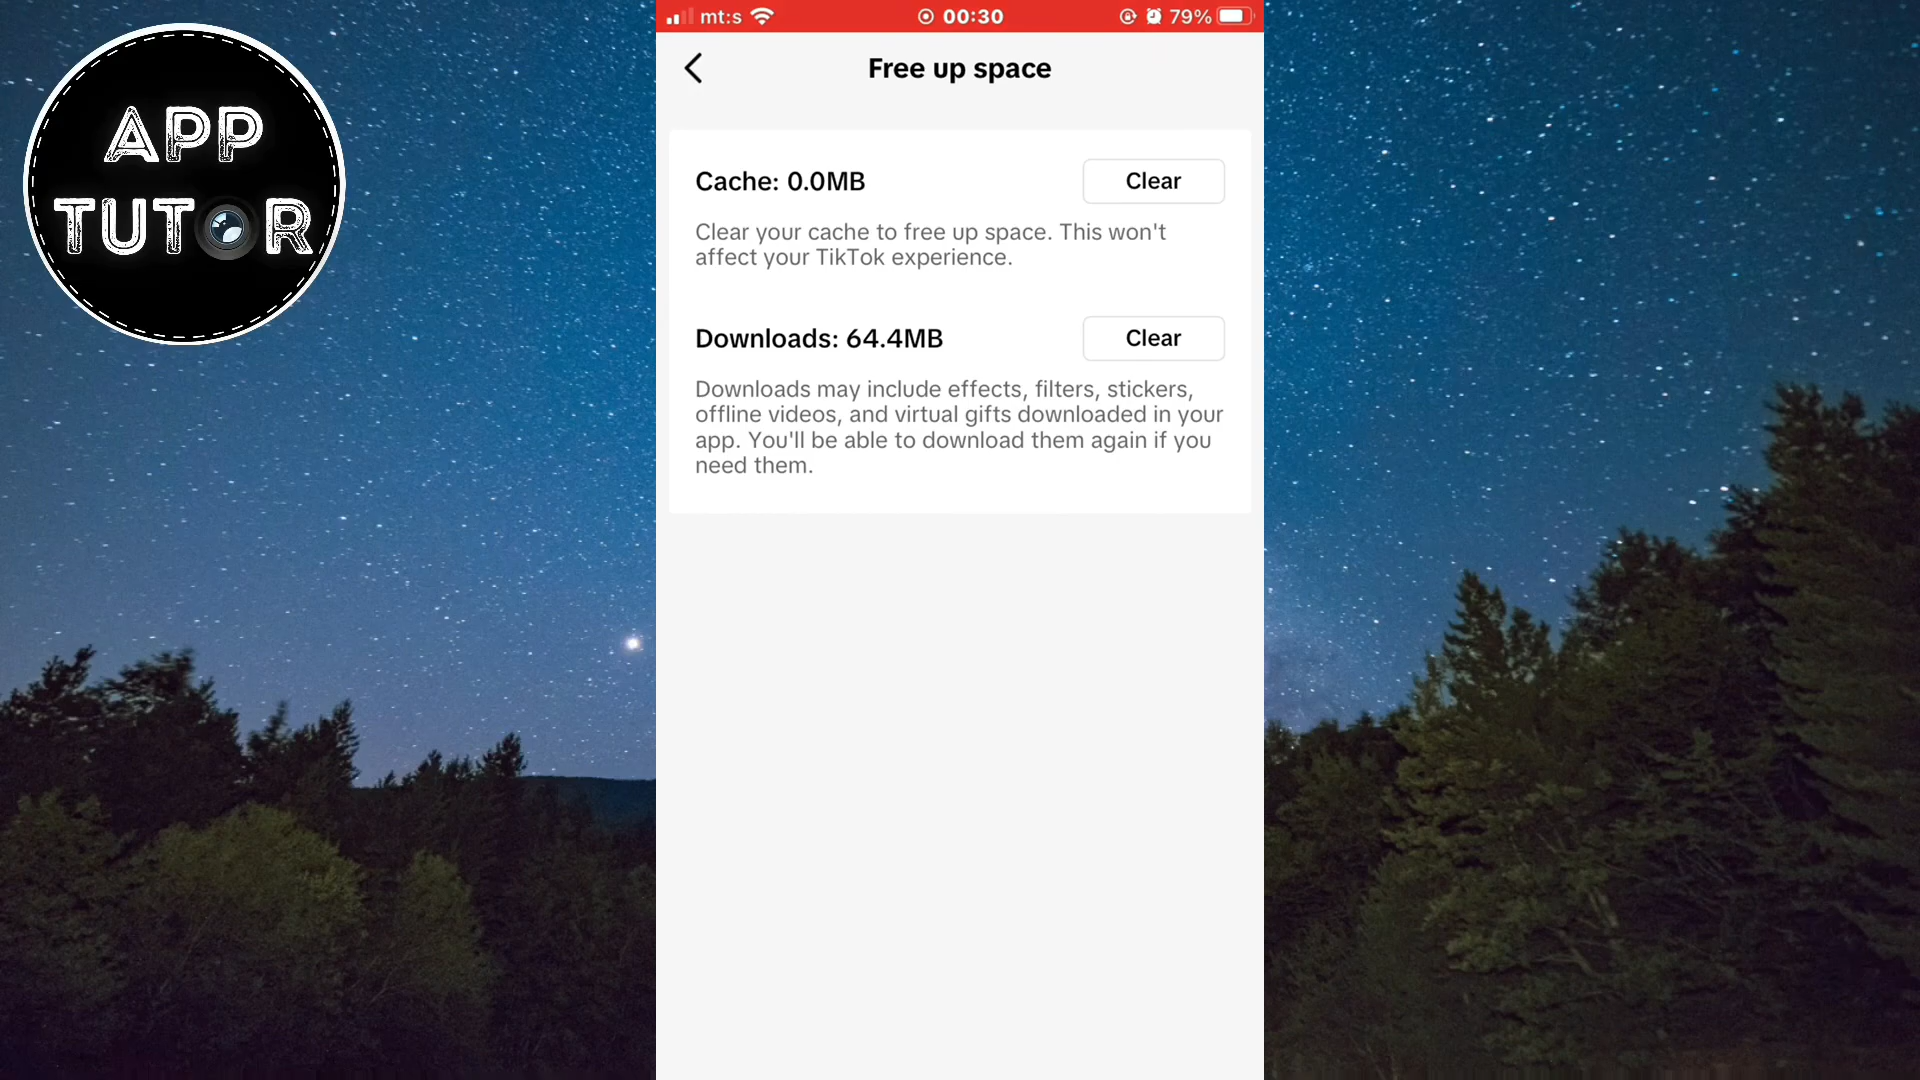 APP
TUTOR
mt:s 00:30 79%
Free up space
Cache: 0.0MB Clear
Clear your cache to free up space. This won't
affect your TikTok experience.
Downloads: 64.4MB Clear
Downloads may include effects, filters, stickers,
offline videos, and virtual gifts downloaded in your
app. You'll be able to download them again if you
need them.